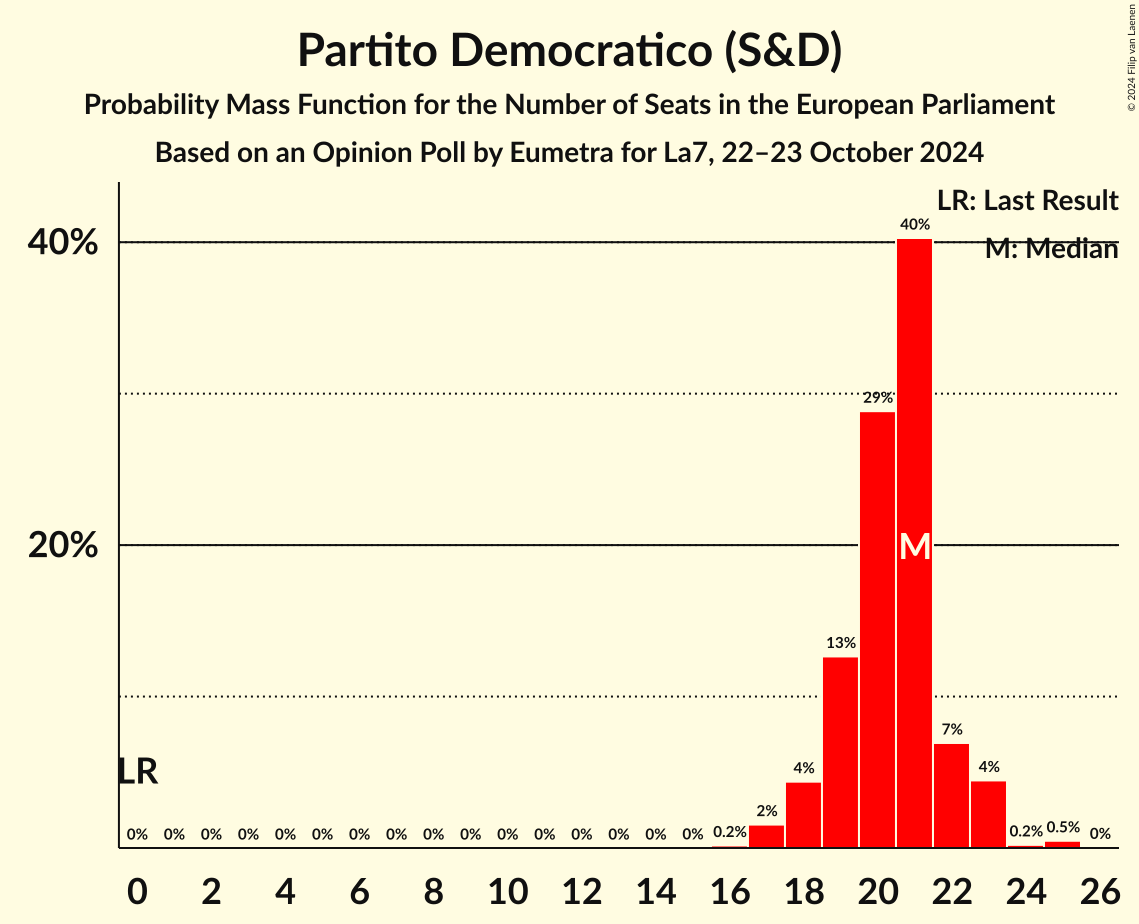 Partito Democratico (S&D)
Probability Mass Function for the Number of Seats in the European Parliament
Based on an Opinion Poll by Eumetra for La7, 22–23 October 2024
© 2024 Filip van Laenen
LR: Last Result
M: Median
40%
20%
40%
29%
M
13%
7%
4%
4%
LR
2%
0% 0% 0% 0% 0% 0% 0% 0% 0% 0% 0% 0% 0% 0% 0% 0% 0.2% 0.2% 0.5% 0%
0 2 4 6 8 10 12 14 16 18 20 22 24 26